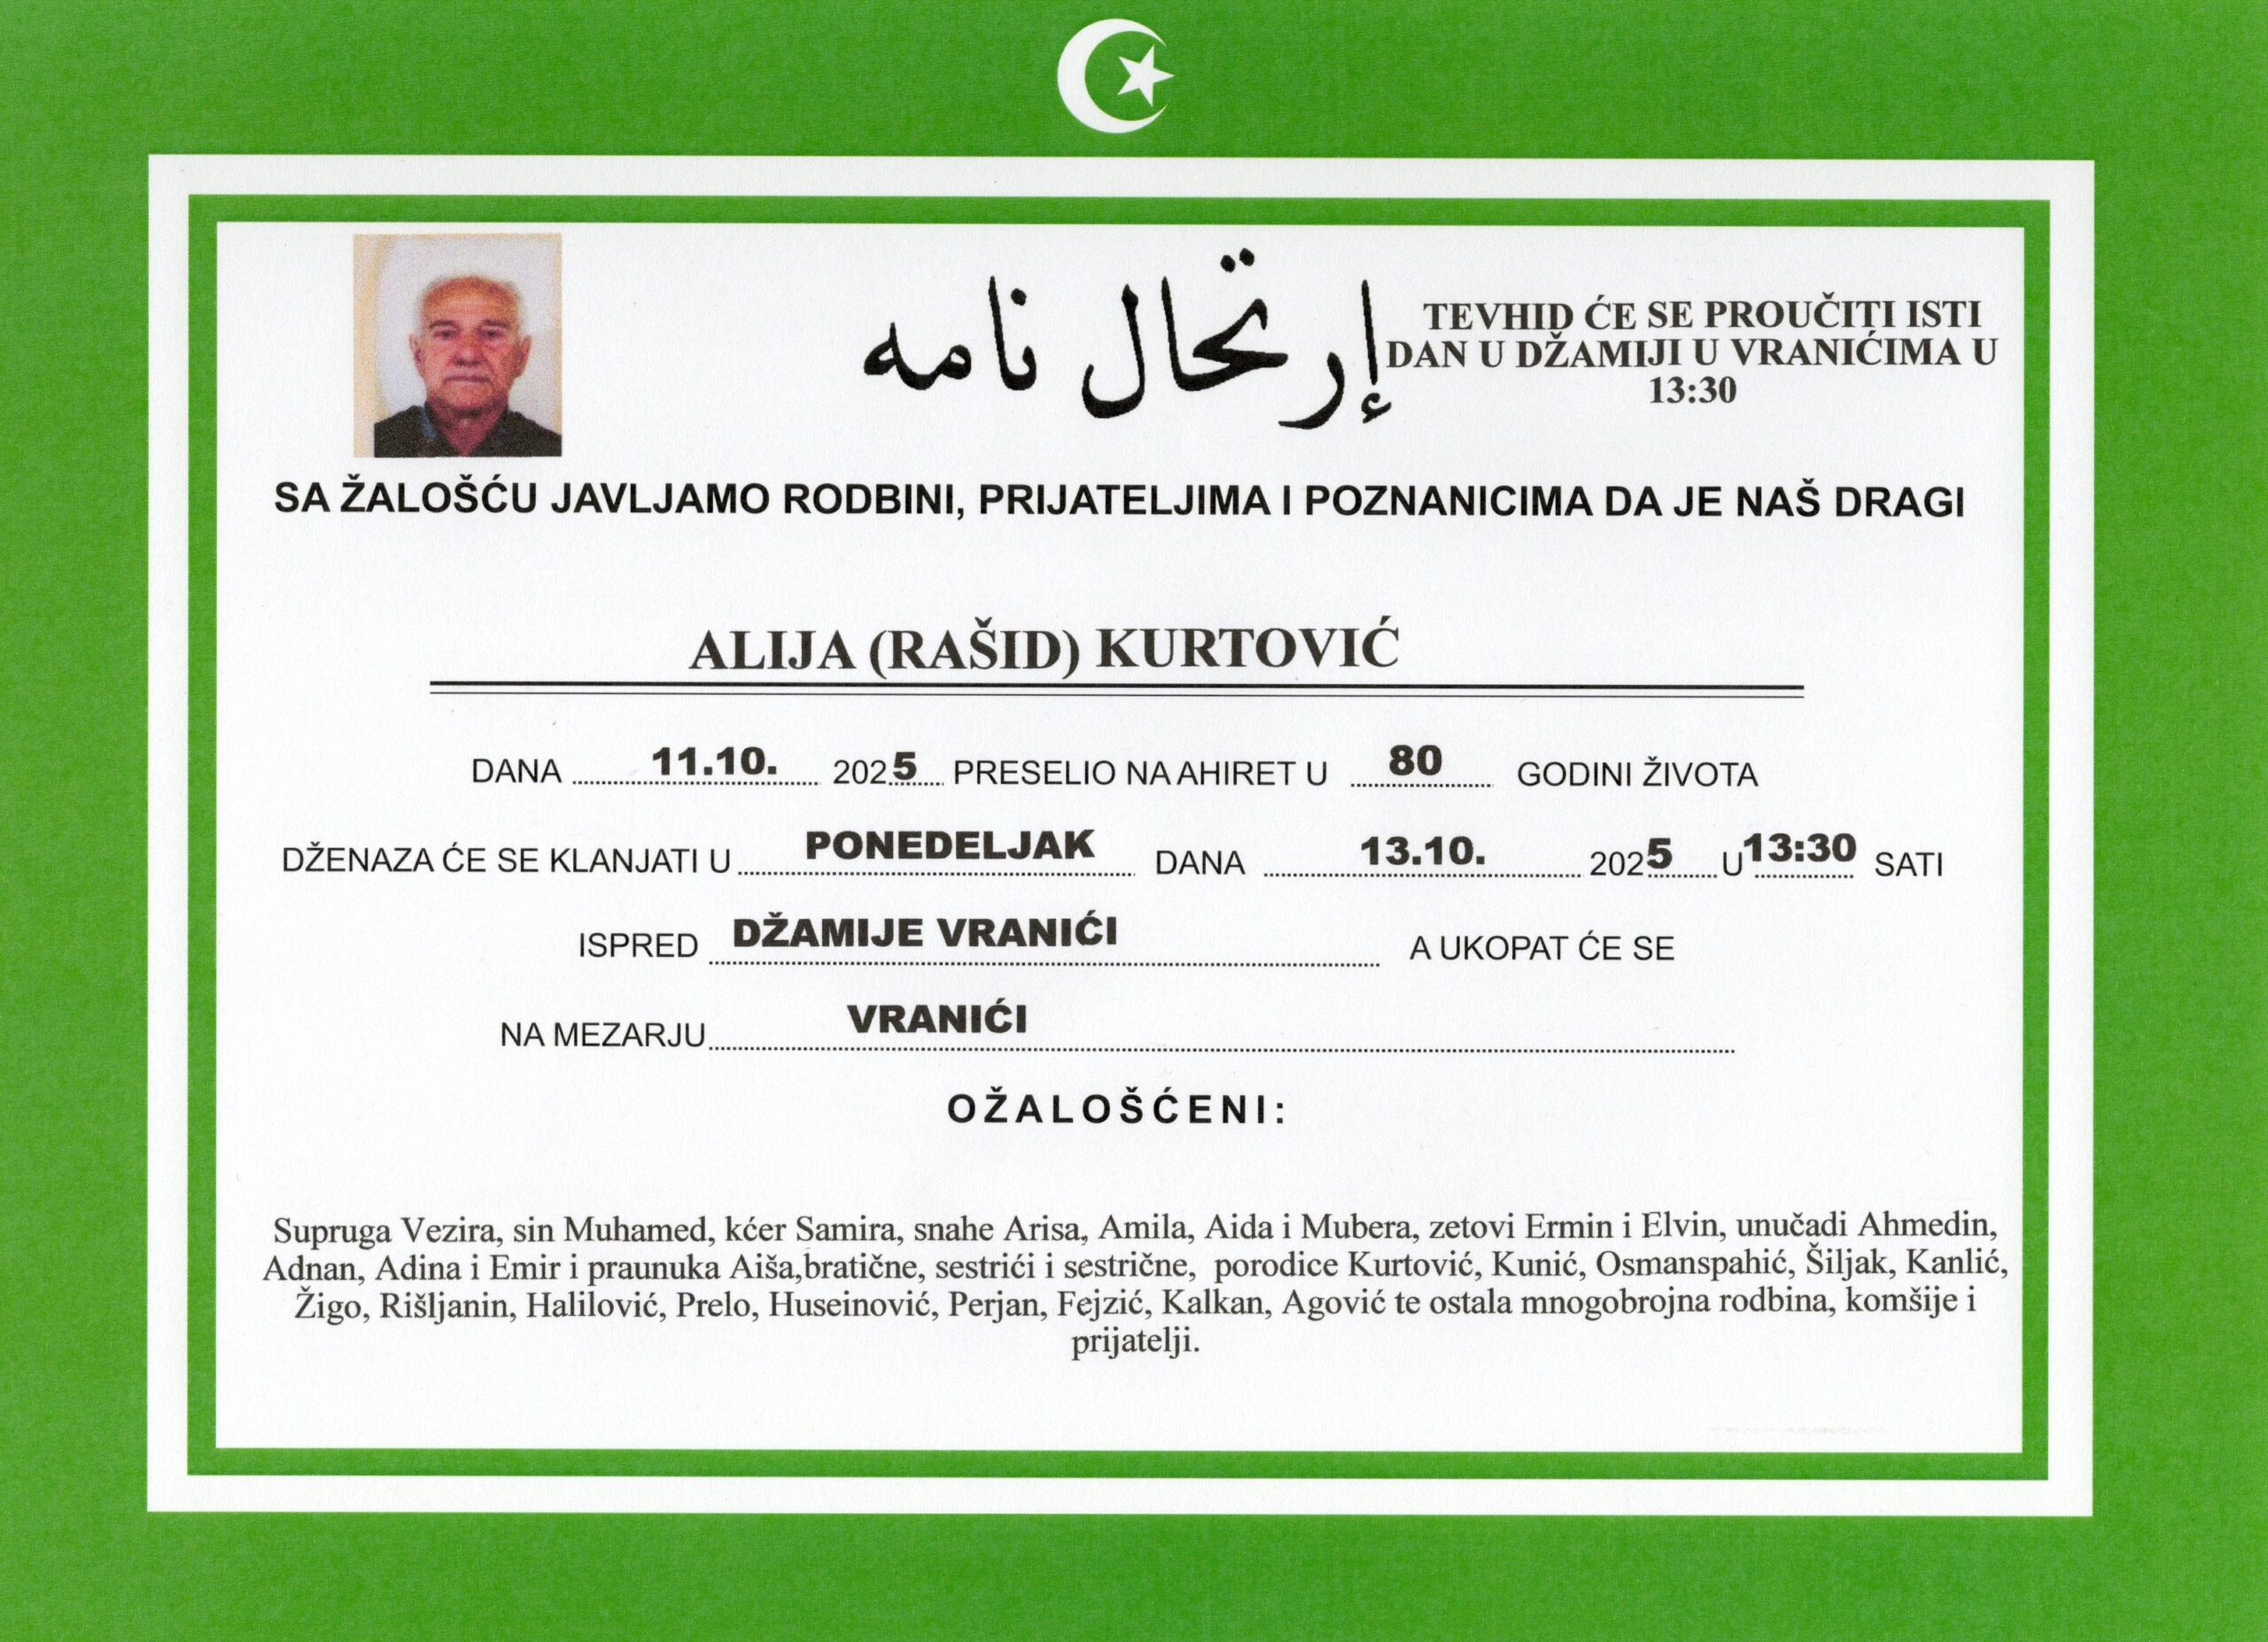 إرتحال نامه
TEVHID ĆE SE PROUČITI ISTI
DAN U DŽAMIJI U VRANIĆIMA U
13:30
SA ŽALOŠĆU JAVLJAMO RODBINI, PRIJATELJIMA I POZNANICIMA DA JE NAŠ DRAGI
ALIJA (RAŠID) KURTOVIĆ
DANA 11.10. 2025 PRESELIO NA AHIRET U 80 GODINI ŽIVOTA
DŽENAZA ĆE SE KLANJATI U PONEDELJAK DANA 13.10. 2025 U 13:30 SATI
ISPRED DŽAMIJE VRANIĆI A UKOPAT ĆE SE
NA MEZARJU VRANIĆI
OŽALOŠĆENI:
Supruga Vezira, sin Muhamed, kćer Samira, snahe Arisa, Amila, Aida i Mubera, zetovi Ermin i Elvin, unučadi Ahmedin,
Adnan, Adina i Emir i praunuka Aiša,bratične, sestrići i sestrične, porodice Kurtović, Kunić, Osmanspahić, Šiljak, Kanlić,
Žigo, Rišljanin, Halilović, Prelo, Huseinović, Perjan, Fejzić, Kalkan, Agović te ostala mnogobrojna rodbina, komšije i
prijatelji.